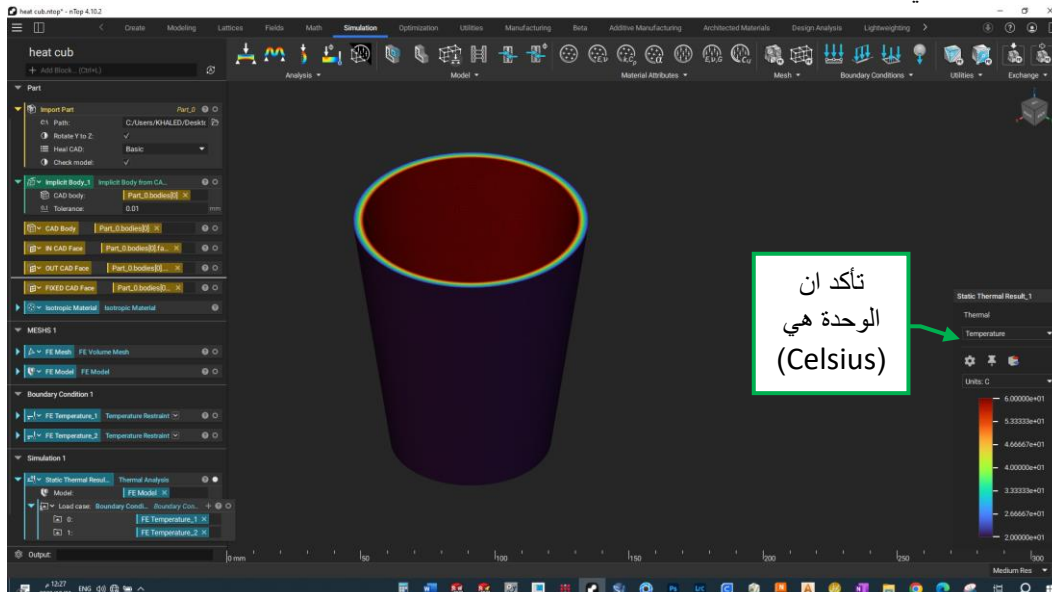 heat cub.ntop* - nTop 4.10.2
Create Modeling Lattices Fields Math Simulation Optimization Utilities Manufacturing Beta Additive Manufacturing Architected Materials Design Analysis Lightweighting
heat cub
+ Add Block... (Ctrl+L)
Analysis
Model
Material Attributes
Mesh
Boundary Conditions
Utilities
Exchange
Part
Import Part Part_0
Path: C:/Users/KHALED/Deskt
Rotate Y to Z:
Heal CAD: Basic
Check model:
Implicit Body_1 Implicit Body from CA...
CAD body: Part_0.bodies[0]
Tolerance: 0.01 mm
CAD Body Part_0.bodies[0]
IN CAD Face Part_0.bodies[0].fa...
OUT CAD Face Part_0.bodies[0]....
FIXED CAD Face Part_0.bodies[0...
Isotropic Material Isotropic Material
MESHS 1
FE Mesh FE Volume Mesh
FE Model FE Model
Boundary Condition 1
FE Temperature_1 Temperature Restraint
FE Temperature_2 Temperature Restraint
Simulation 1
Static Thermal Resul... Thermal Analysis
Model: FE Model
Load case: Boundary Condi... Boundary Con...
0: FE Temperature_1
1: FE Temperature_2
Output:
تأكد ان
الوحدة هي
(Celsius)
Static Thermal Result_1
Thermal
Temperature
Units: C
6.00000e+01
5.33333e+01
4.66667e+01
4.00000e+01
3.33333e+01
2.66667e+01
2.00000e+01
0 mm 50 100 150 200 250 300
Medium Res
12:27
ENG